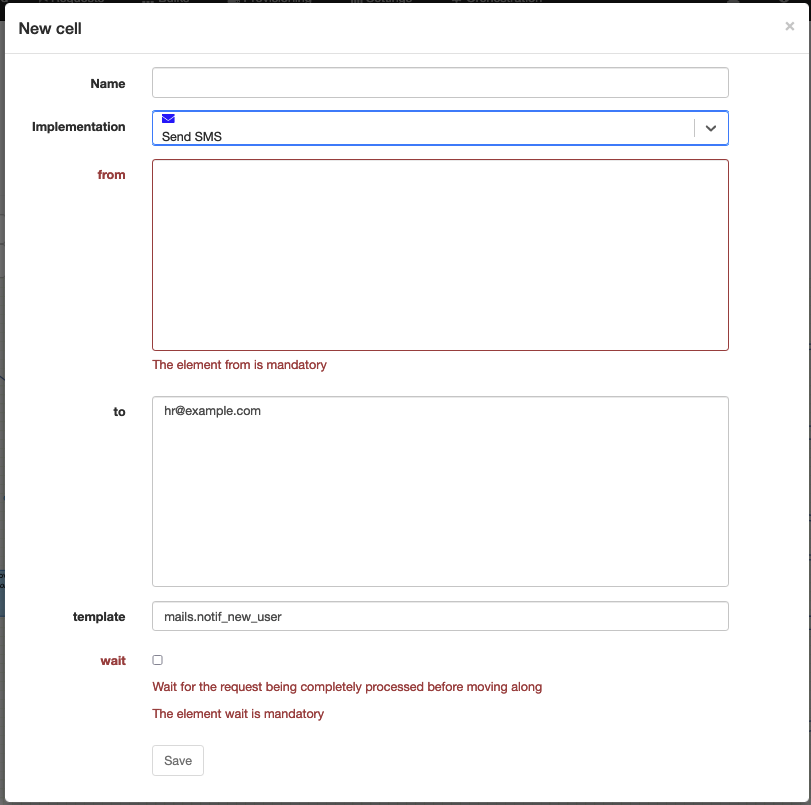 New cell
×
Name
Implementation
Send SMS
from
The element from is mandatory
to
hr@example.com
template
mails.notif_new_user
wait
Wait for the request being completely processed before moving along
The element wait is mandatory
Save